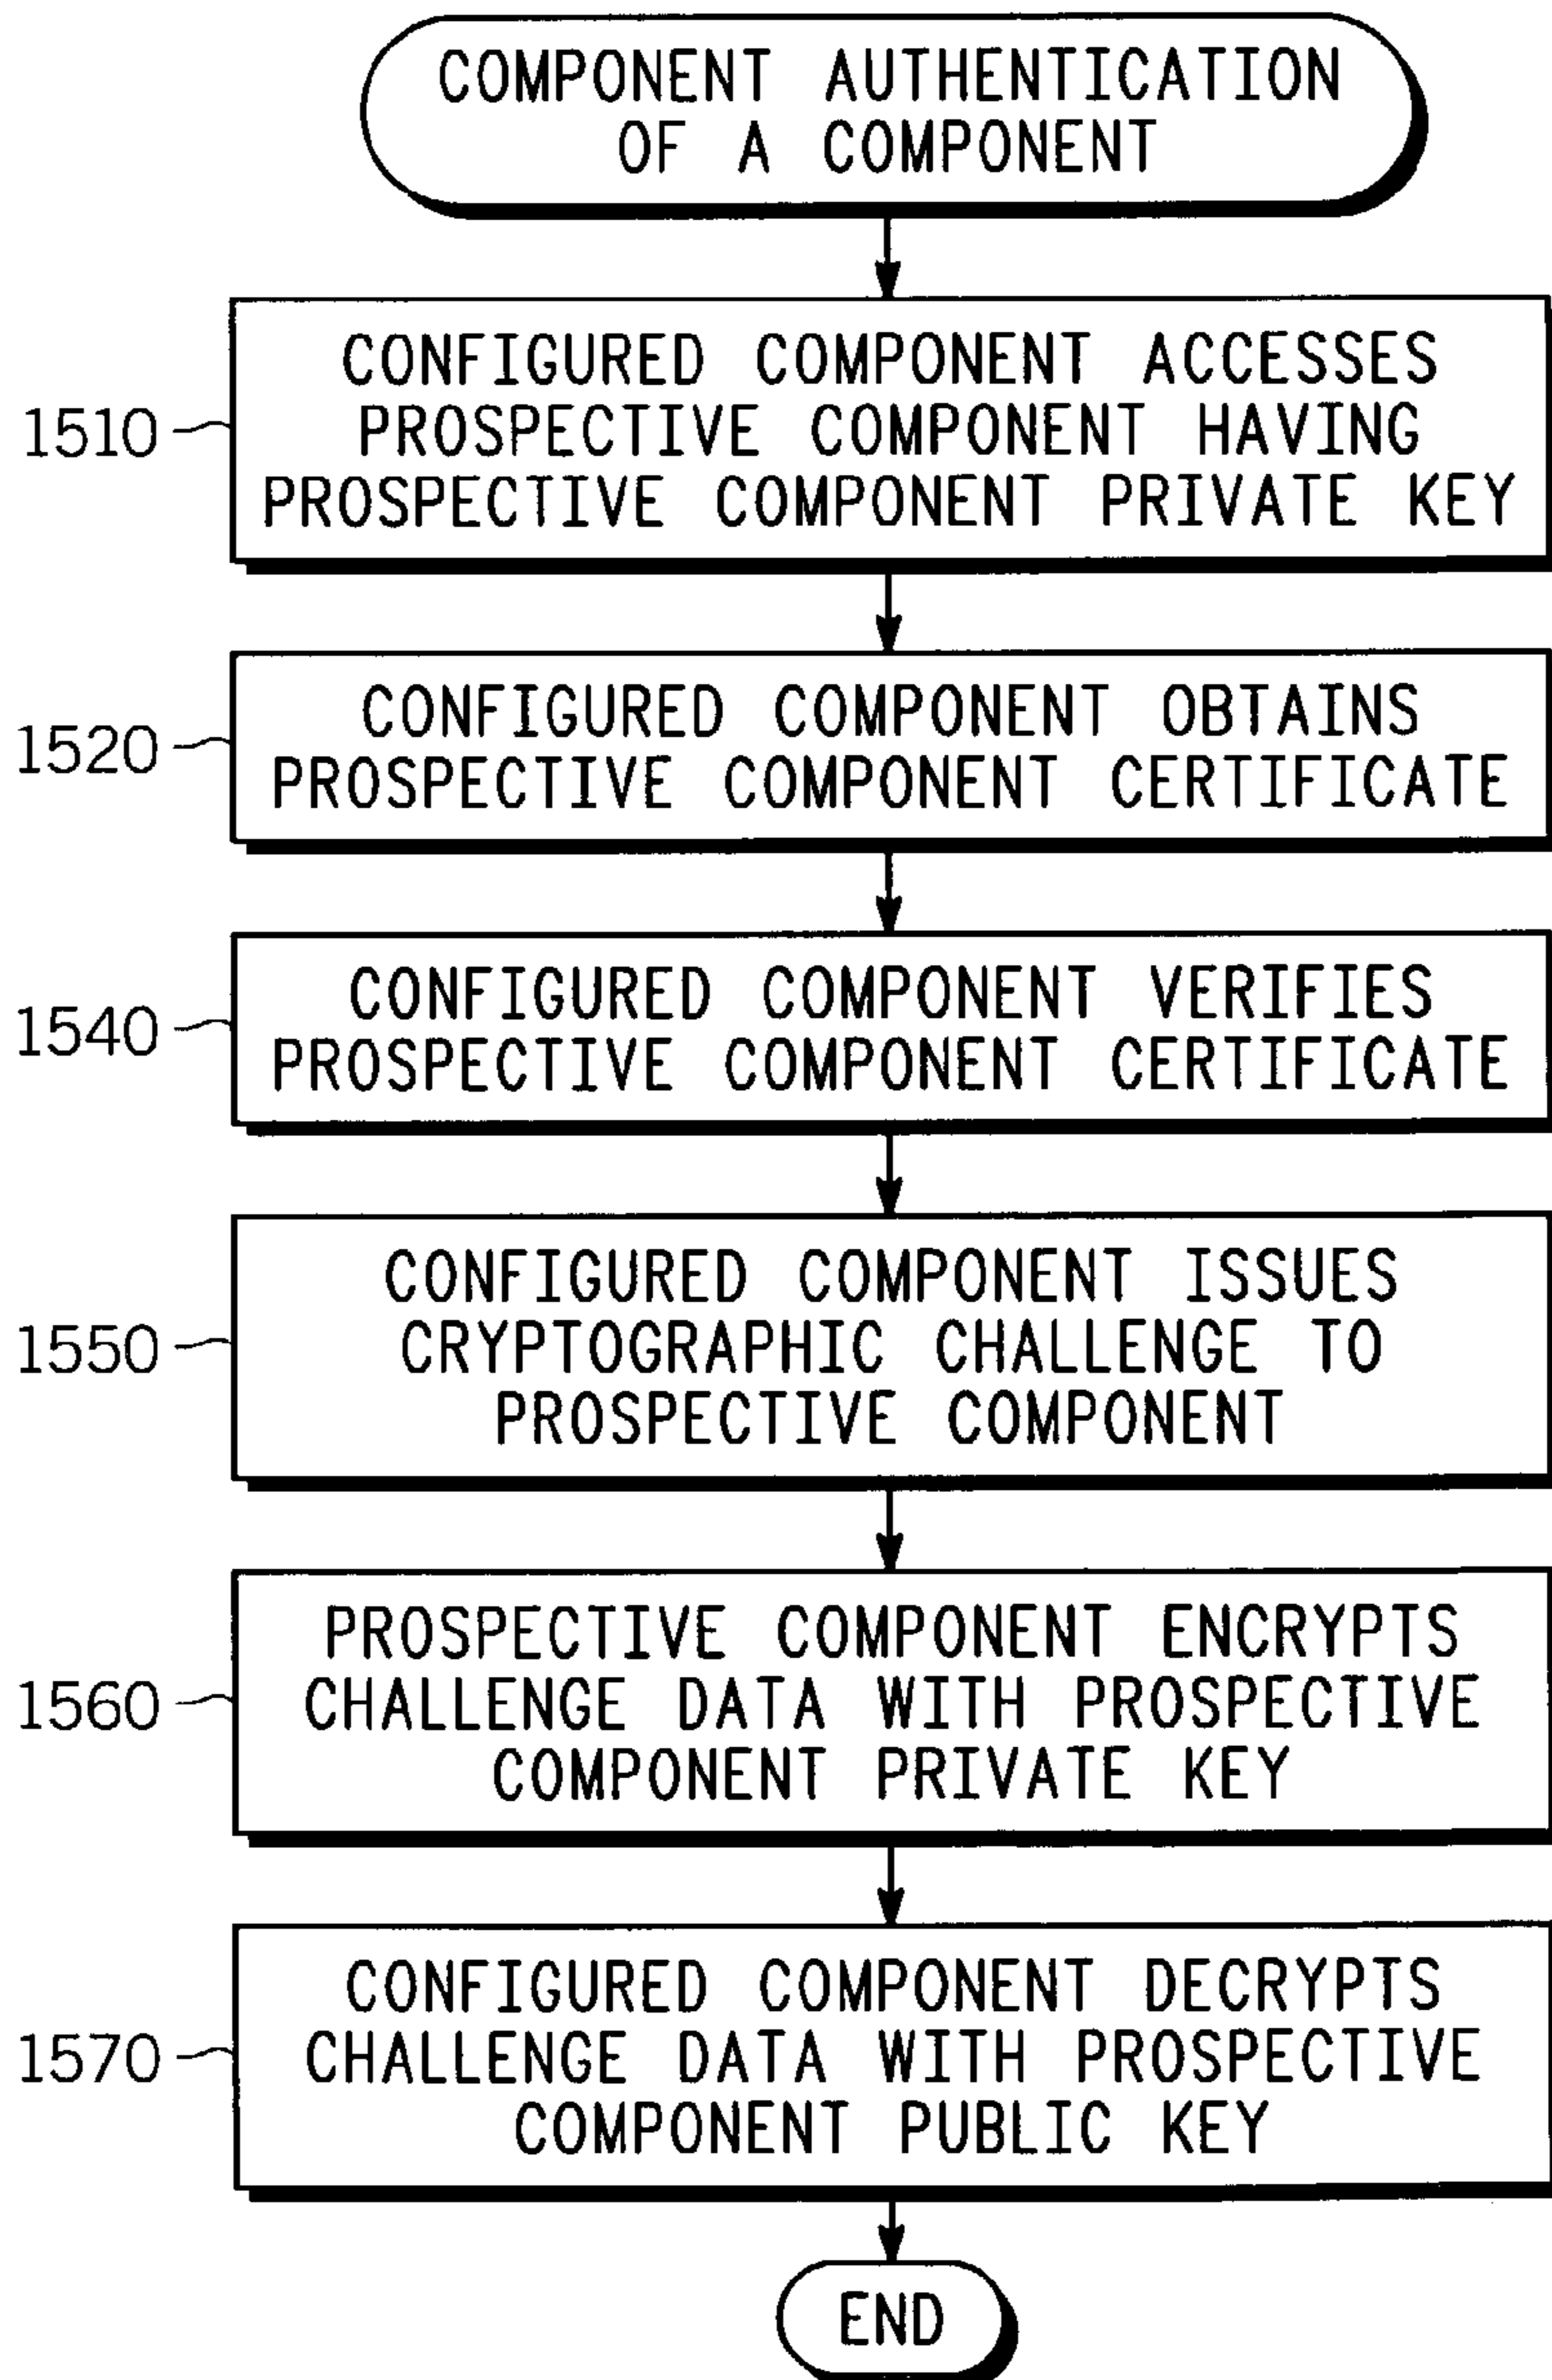 COMPONENT AUTHENTICATION
OF A COMPONENT
CONFIGURED COMPONENT ACCESSES
PROSPECTIVE COMPONENT HAVING
PROSPECTIVE COMPONENT PRIVATE KEY
1510
CONFIGURED COMPONENT OBTAINS
PROSPECTIVE COMPONENT CERTIFICATE
1520
CONFIGURED COMPONENT VERIFIES
PROSPECTIVE COMPONENT CERTIFICATE
1540
CONFIGURED COMPONENT ISSUES
CRYPTOGRAPHIC CHALLENGE TO
PROSPECTIVE COMPONENT
1550
PROSPECTIVE COMPONENT ENCRYPTS
CHALLENGE DATA WITH PROSPECTIVE
COMPONENT PRIVATE KEY
1560
CONFIGURED COMPONENT DECRYPTS
CHALLENGE DATA WITH PROSPECTIVE
COMPONENT PUBLIC KEY
1570
END